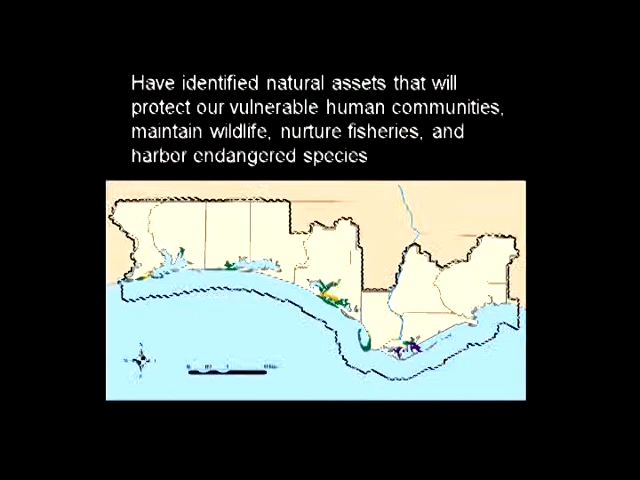 Have identified natural assets that will
protect our vulnerable human communities,
maintain wildlife, nurture fisheries, and
harbor endangered species